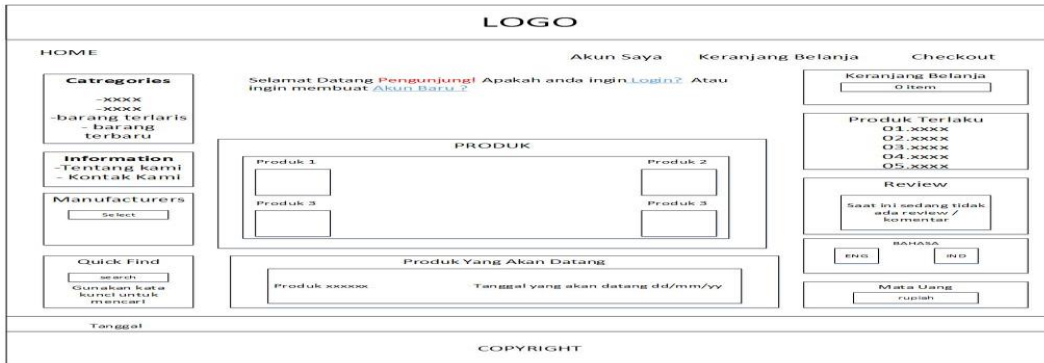 LOGO
HOME
Akun Saya Keranjang Belanja Checkout
Catregories
-xxxx
-xxxx
-barang terlaris
- barang
terbaru
Information
-Tentang kami
- Kontak Kami
Manufacturers
Select
Quick Find
search
Gunakan kata
kunci untuk
mencari
Selamat Datang Pengunjung! Apakah anda ingin Login? Atau
ingin membuat Akun Baru ?
PRODUK
Produk 1 Produk 2
Produk 3 Produk 3
Produk Yang Akan Datang
Produk xxxxxx Tanggal yang akan datang dd/mm/yy
Keranjang Belanja
0 item
Produk Terlaku
01.xxxx
02.xxxx
03.xxxx
04.xxxx
05.xxxx
Review
Saat ini sedang tidak
ada review /
komentar
BAHASA
ENG IND
Mata Uang
rupiah
Tanggal
COPYRIGHT